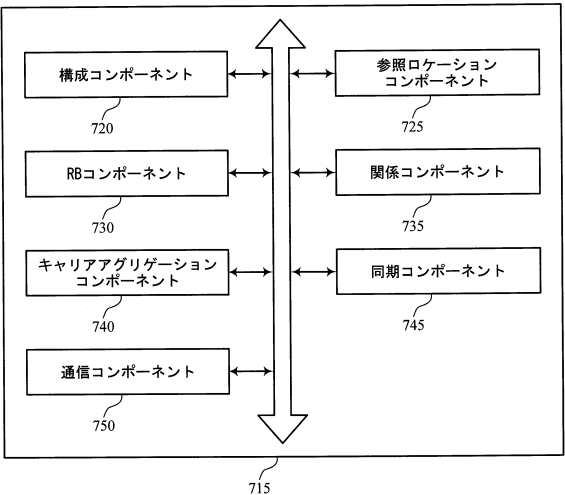 構成コンポーネント
720
参照ロケーション
コンポーネント
725
RBコンポーネント
730
関係コンポーネント
735
キャリアアグリゲーション
コンポーネント
740
同期コンポーネント
745
通信コンポーネント
750
715